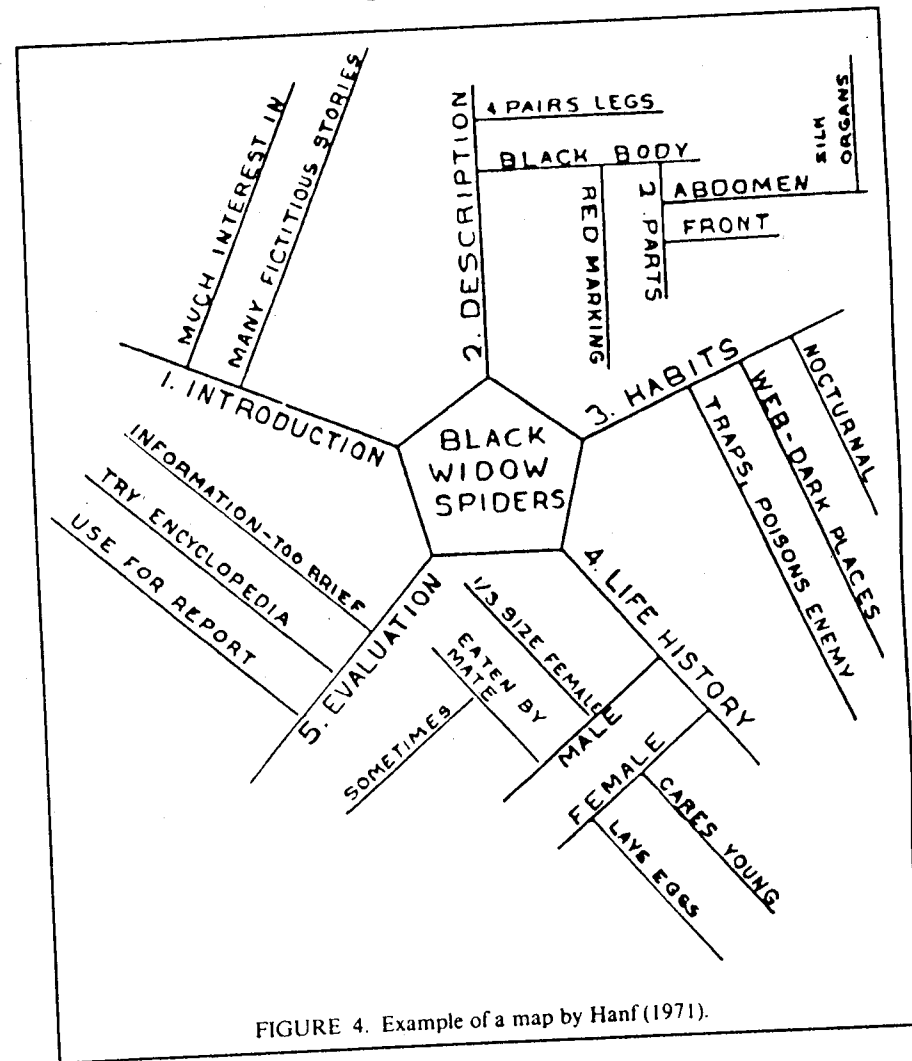 BLACK
WIDOW
SPIDERS
1. INTRODUCTION
MUCH INTEREST IN
MANY FICTITIOUS STORIES
2. DESCRIPTION
4 PAIRS LEGS
BLACK BODY
RED MARKING
2 PARTS
ABDOMEN
SILK
ORGANS
FRONT
3. HABITS
NOCTURNAL
WEB-DARK PLACES
TRAPS, POISONS ENEMY
4. LIFE HISTORY
MALE
1/3 SIZE FEMALE
EATEN BY
MATE
SOMETIMES
FEMALE
CARES YOUNG
LAYS EGGS
5. EVALUATION
INFORMATION-TOO BRIEF
TRY ENCYCLOPEDIA
USE FOR REPORT
FIGURE 4. Example of a map by Hanf (1971).